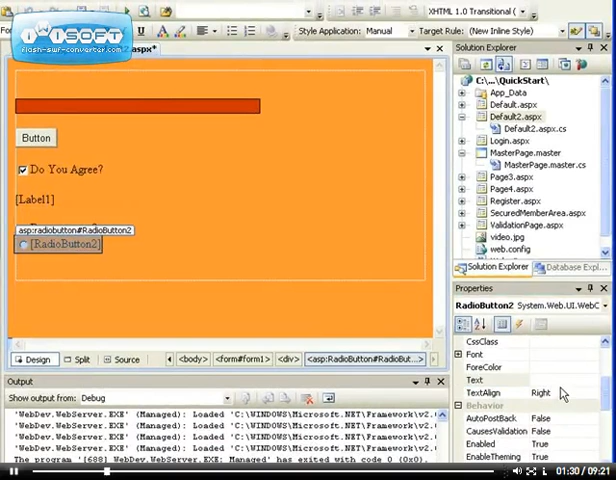 iWiSOFT
flash-swf-converter.com
.aspx*
XHTML 1.0 Transitional (
Style Application: Manual
Target Rule: (New Inline Style)
Button
Do You Agree?
[Label1]
asp:radiobutton#RadioButton2
[RadioButton2]
Design
Split
Source
<body>
<form#form1>
<div>
<asp:RadioButton#RadioBut...>
Output
Show output from: Debug
'WebDev.WebServer.EXE' (Managed): Loaded 'C:\WINDOWS\Microsoft.NET\Framework\v2.
'WebDev.WebServer.EXE' (Managed): Loaded 'C:\WINDOWS\Microsoft.NET\Framework\v2.
'WebDev.WebServer.EXE' (Managed): Loaded 'C:\WINDOWS\Microsoft.NET\Framework\v2.
The program '[688] WebDev.WebServer.EXE: Managed' has exited with code 0 (0x0).
Solution Explorer
C:\...\QuickStart\
App_Data
Default.aspx
Default2.aspx
Default2.aspx.cs
Login.aspx
MasterPage.master
MasterPage.master.cs
Page3.aspx
Page4.aspx
Register.aspx
SecuredMemberArea.aspx
ValidationPage.aspx
video.jpg
web.config
Solution Explorer
Database Expl...
Properties
RadioButton2 System.Web.UI.WebC
CssClass
Font
ForeColor
Text
TextAlign Right
Behavior
AutoPostBack False
CausesValidation False
Enabled True
EnableTheming True
01:30 / 09:21